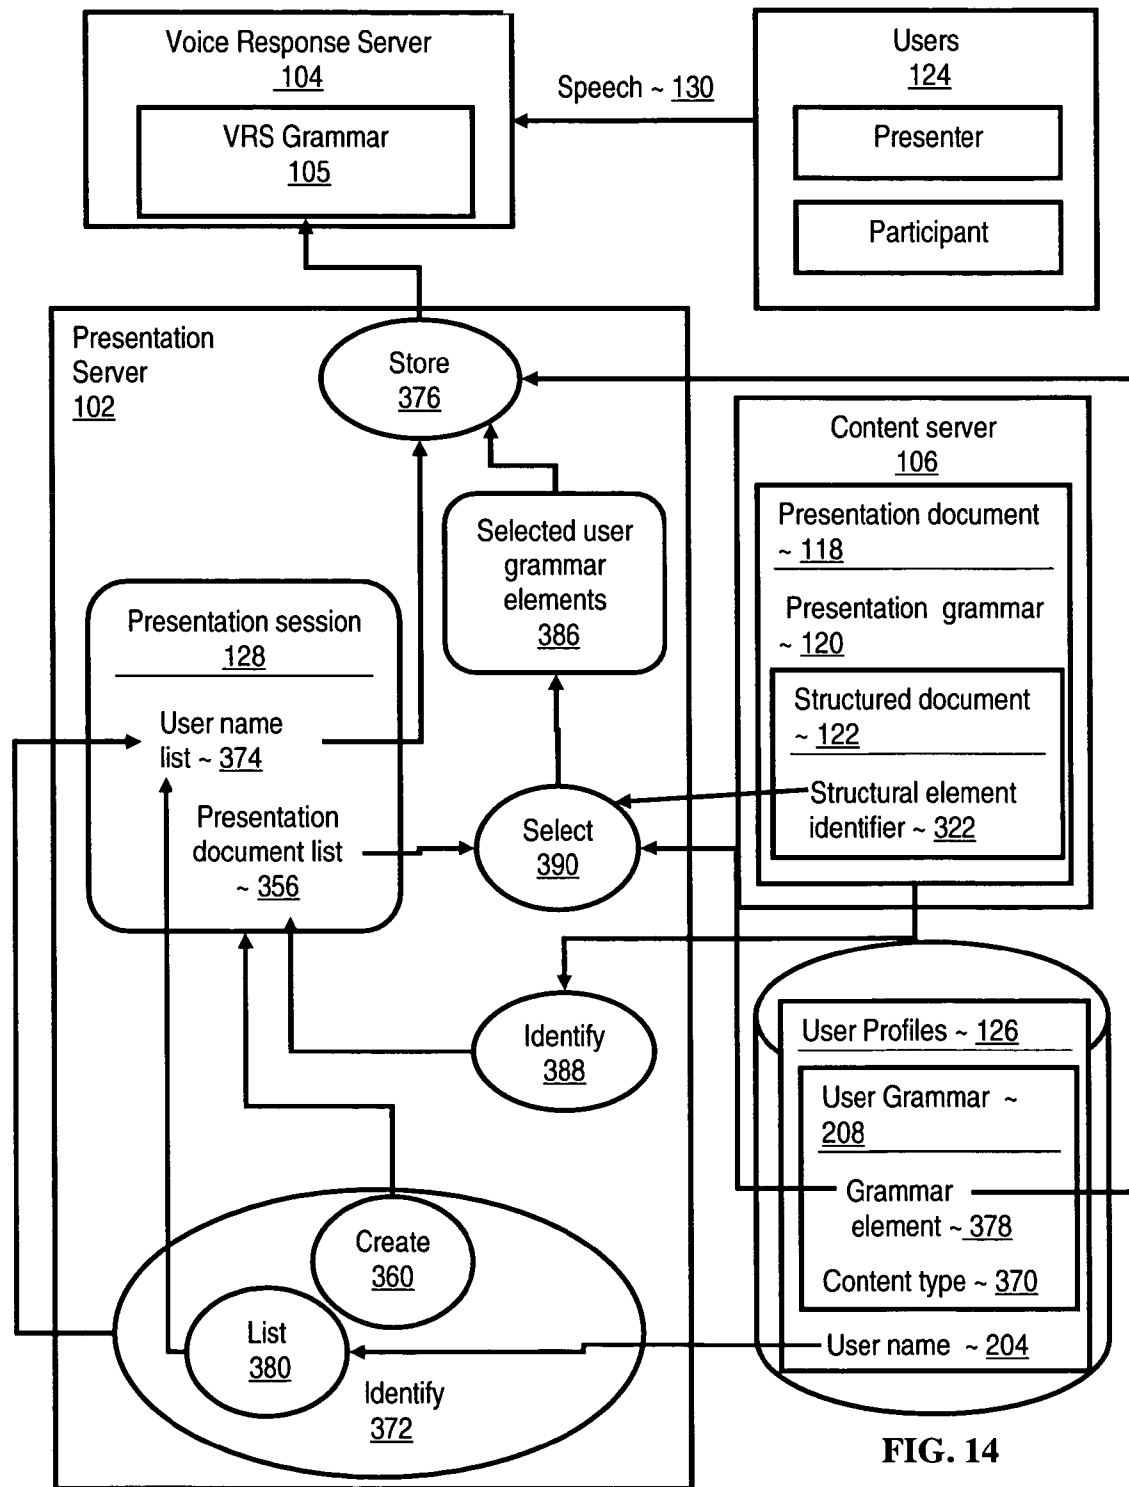 Voice Response Server
104
VRS Grammar
105
Speech ~ 130
Users
124
Presenter
Participant
Presentation
Server
102
Store
376
Selected user
grammar
elements
386
Presentation session
128
User name
list ~ 374
Presentation
document list
~ 356
Select
390
Identify
388
Create
360
List
380
Identify
372
Content server
106
Presentation document
~ 118
Presentation grammar
~ 120
Structured document
~ 122
Structural element
identifier ~ 322
User Profiles ~ 126
User Grammar ~
208
Grammar
element ~ 378
Content type ~ 370
User name ~ 204
FIG. 14